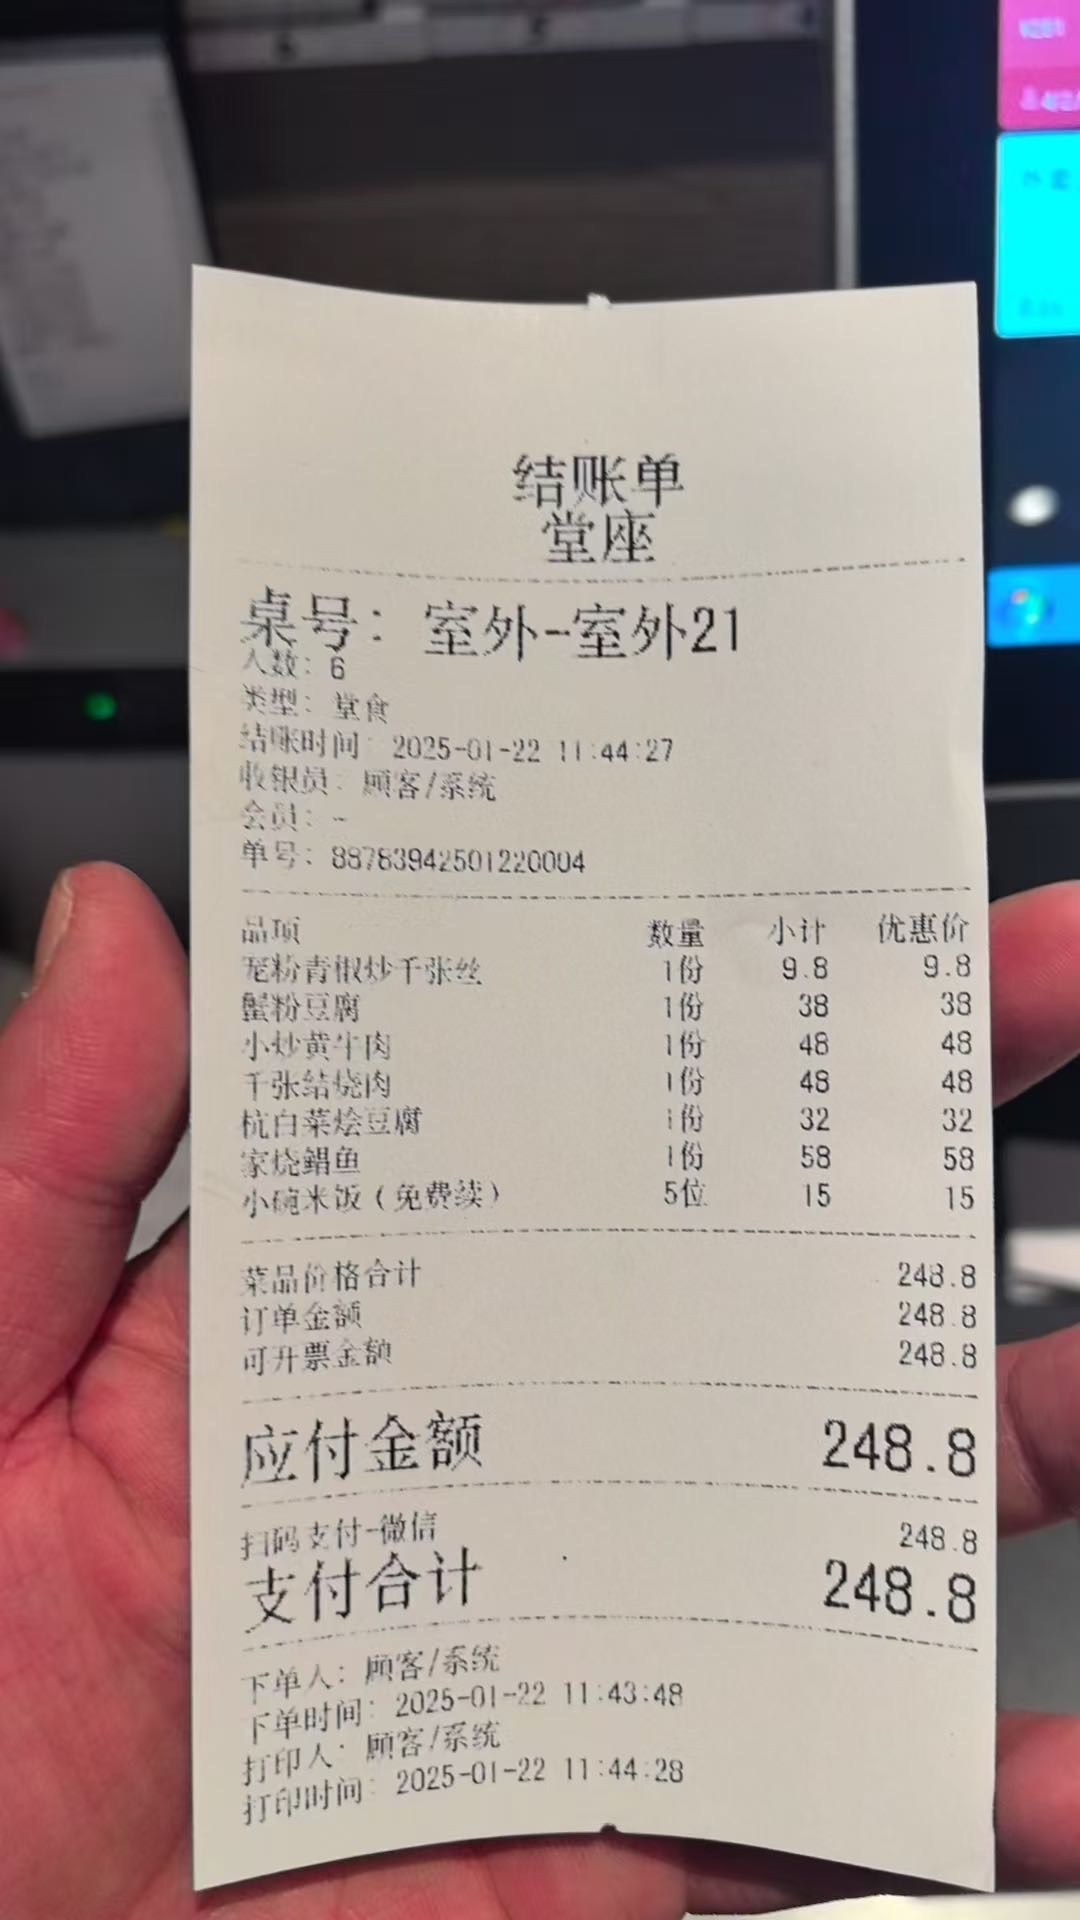 结账单
堂座
桌号：室外-室外21
人数：6
类型：堂食
结账时间：2025-01-22 11:44:27
收银员：顾客/系统
会员：-
单号：88783942501220004
品项 数量 小计 优惠价
宠粉青椒炒千张丝 1份 9.8 9.8
蟹粉豆腐 1份 38 38
小炒黄牛肉 1份 48 48
千张结烧肉 1份 48 48
杭白菜烩豆腐 1份 32 32
家烧鲳鱼 1份 58 58
小碗米饭（免费续） 5位 15 15
菜品价格合计 248.8
订单金额 248.8
可开票金额 248.8
应付金额 248.8
扫码支付-微信 248.8
支付合计 248.8
下单人：顾客/系统
下单时间：2025-01-22 11:43:48
打印人：顾客/系统
打印时间：2025-01-22 11:44:28